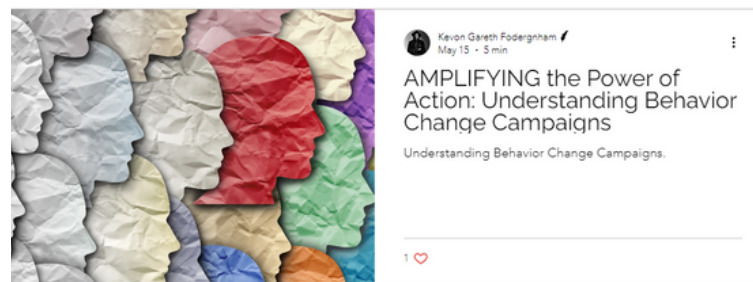 Kevon Gareth Fodergnham
May 15 · 5 min
AMPLIFYING the Power of
Action: Understanding Behavior
Change Campaigns
Understanding Behavior Change Campaigns.
1